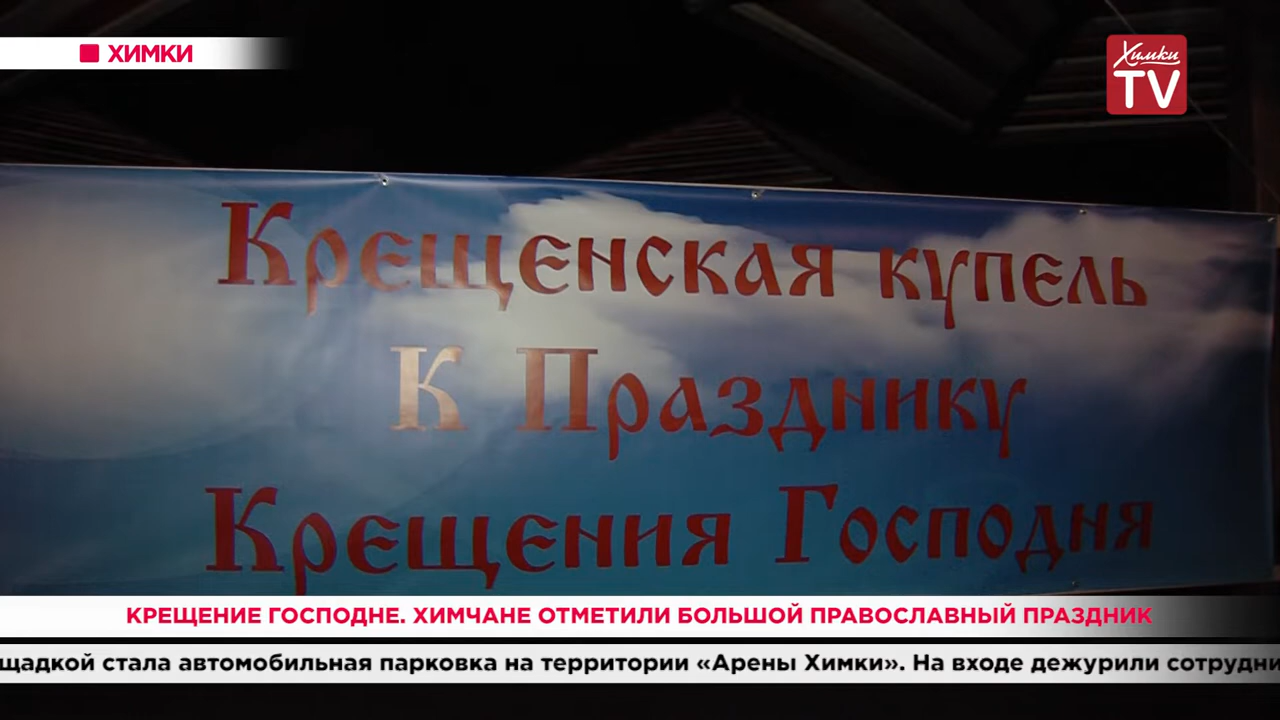 ХИМКИ
Химки
TV
Крещенская купель
К Празднику
Крещения Господня
КРЕЩЕНИЕ ГОСПОДНЕ. ХИМЧАНЕ ОТМЕТИЛИ БОЛЬШОЙ ПРАВОСЛАВНЫЙ ПРАЗДНИК
щадкой стала автомобильная парковка на территории «Арены Химки». На входе дежурили сотрудни